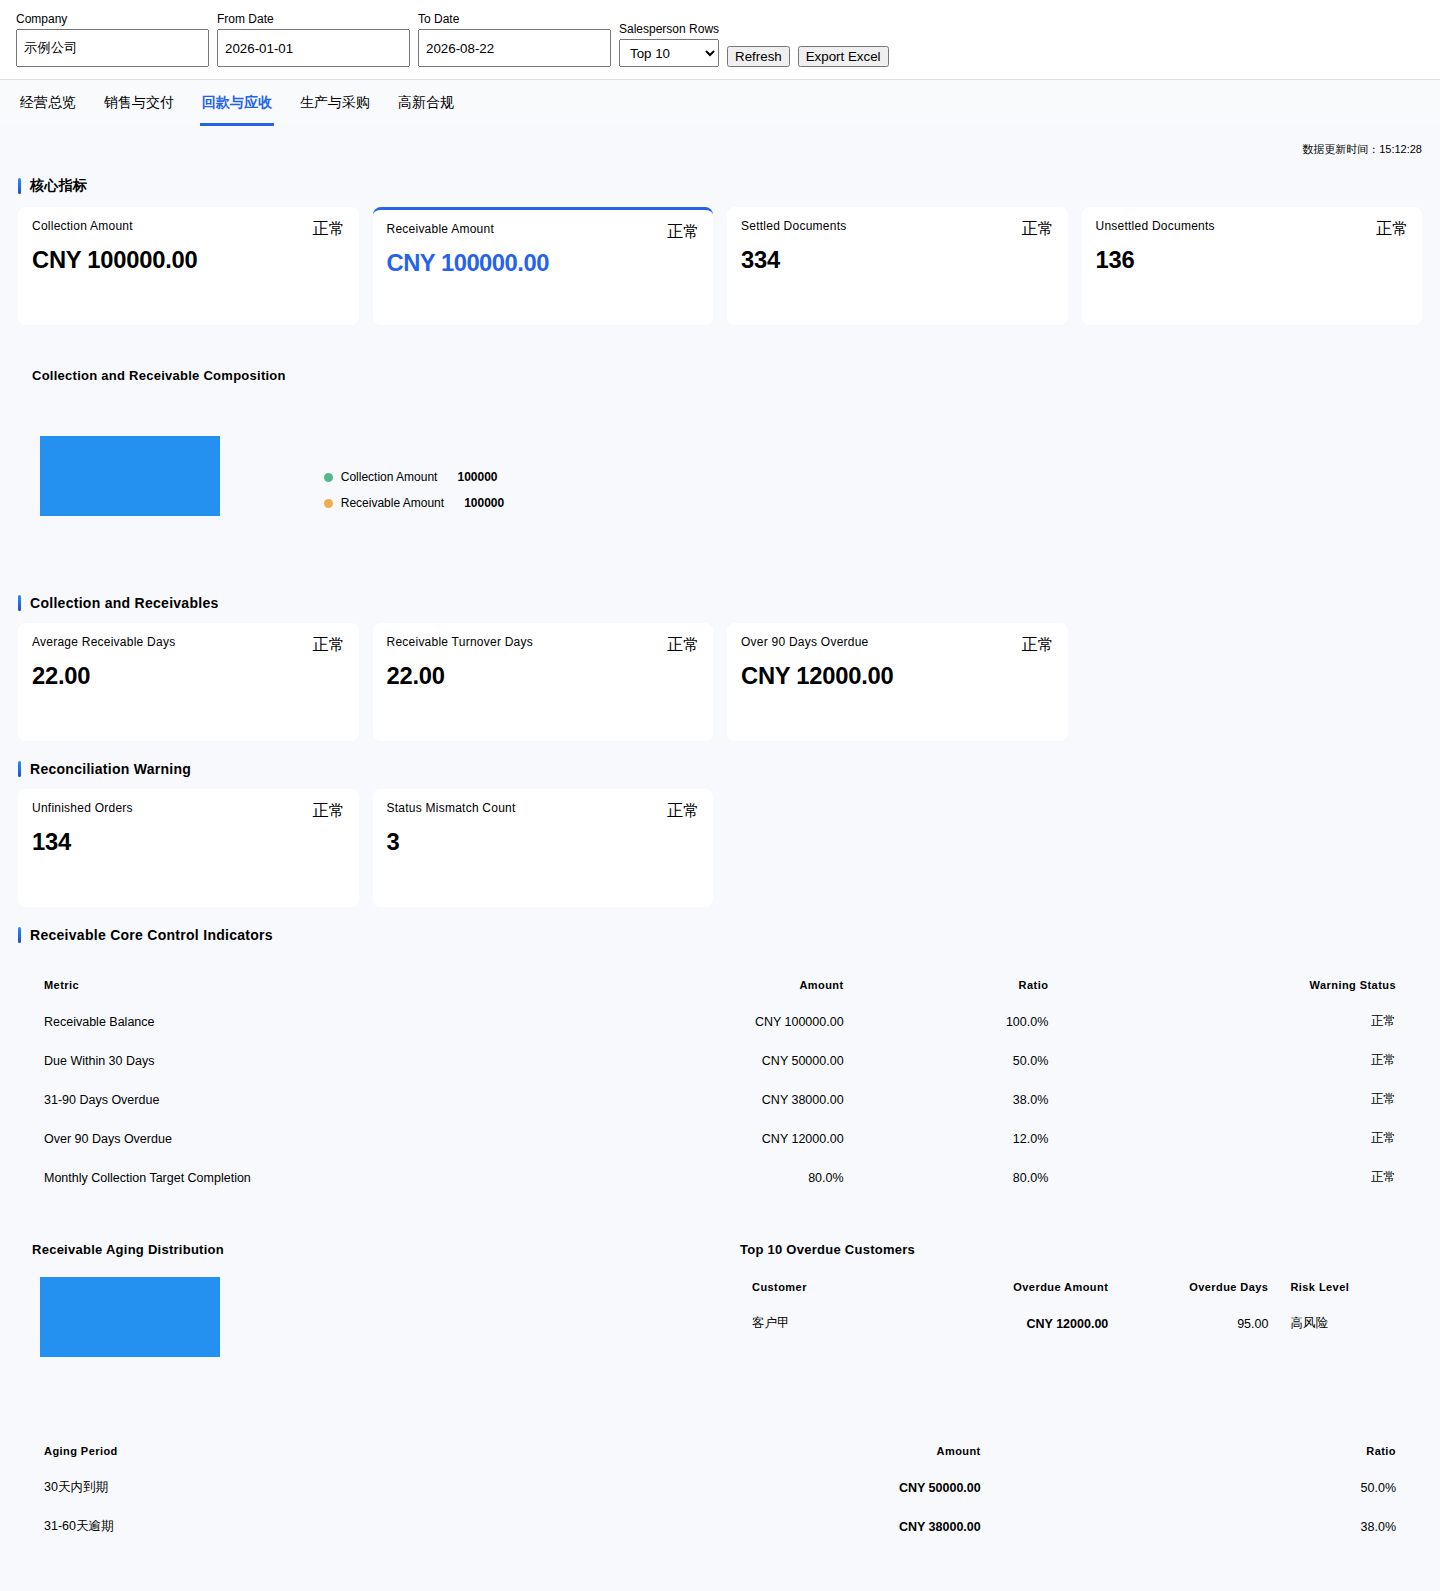 Company From Date To Date Salesperson Rows
示例公司 2026-01-01 2026-08-22 Top 10 Refresh Export Excel
经营总览 销售与交付 回款与应收 生产与采购 高新合规
数据更新时间：15:12:28
核心指标
Collection Amount 正常 Receivable Amount 正常 Settled Documents 正常 Unsettled Documents 正常
CNY 100000.00 CNY 100000.00 334 136
Collection and Receivable Composition
Collection Amount 100000
Receivable Amount 100000
Collection and Receivables
Average Receivable Days 正常 Receivable Turnover Days 正常 Over 90 Days Overdue 正常
22.00 22.00 CNY 12000.00
Reconciliation Warning
Unfinished Orders 正常 Status Mismatch Count 正常
134 3
Receivable Core Control Indicators
Metric Amount Ratio Warning Status
Receivable Balance CNY 100000.00 100.0% 正常
Due Within 30 Days CNY 50000.00 50.0% 正常
31-90 Days Overdue CNY 38000.00 38.0% 正常
Over 90 Days Overdue CNY 12000.00 12.0% 正常
Monthly Collection Target Completion 80.0% 80.0% 正常
Receivable Aging Distribution Top 10 Overdue Customers
Customer Overdue Amount Overdue Days Risk Level
客户甲 CNY 12000.00 95.00 高风险
Aging Period Amount Ratio
30天内到期 CNY 50000.00 50.0%
31-60天逾期 CNY 38000.00 38.0%